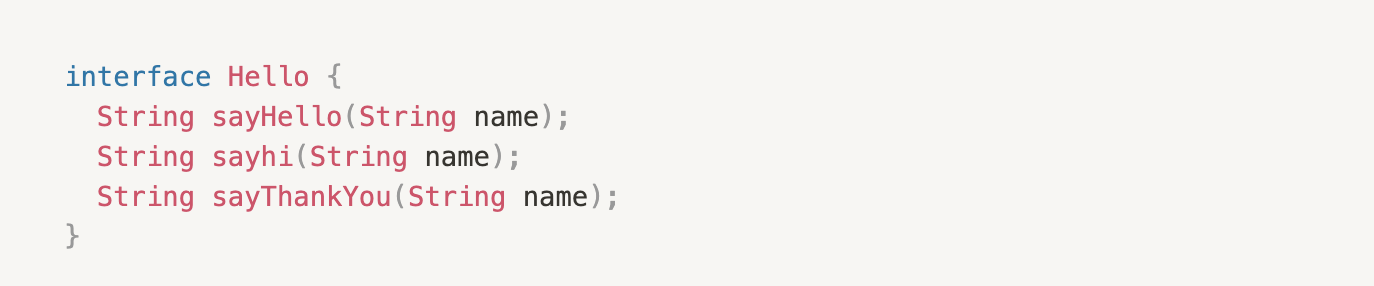 interface Hello {
  String sayHello(String name);
  String sayhi(String name);
  String sayThankYou(String name);
}